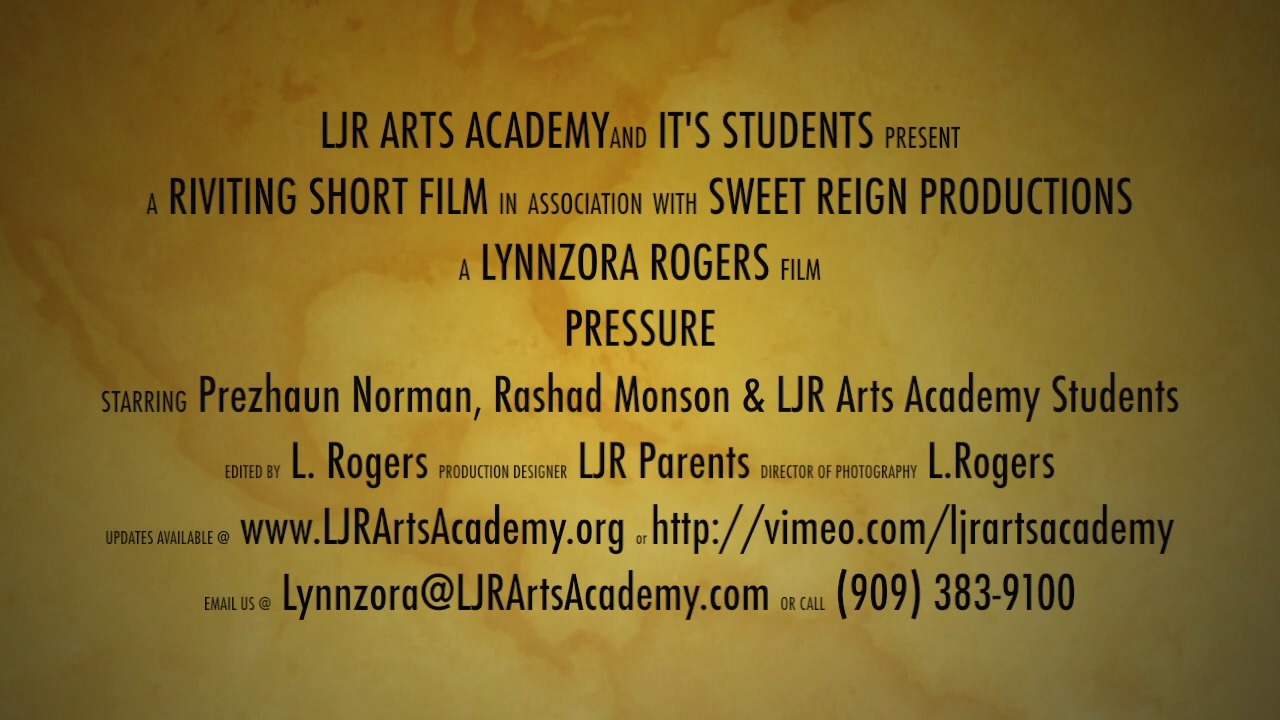 LJR ARTS ACADEMYAND IT'S STUDENTS PRESENT
A RIVITING SHORT FILM IN ASSOCIATION WITH SWEET REIGN PRODUCTIONS
A LYNNZORA ROGERS FILM
PRESSURE
STARRING Prezhaun Norman, Rashad Monson & LJR Arts Academy Students
EDITED BY L. Rogers PRODUCTION DESIGNER LJR Parents DIRECTOR OF PHOTOGRAPHY L.Rogers
UPDATES AVAILABLE @ www.LJRArtsAcademy.org or http://vimeo.com/ljrartsacademy
EMAIL US @ Lynnzora@LJRArtsAcademy.com OR CALL (909) 383-9100